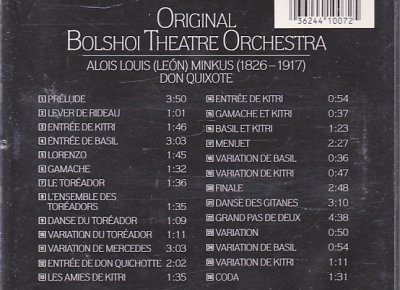 36244 10072
ORIGINAL
BOLSHOI THEATRE ORCHESTRA
ALOIS LOUIS (LEÓN) MINKUS (1826–1917)
DON QUIXOTE
PRÉLUDE 3:50
LEVER DE RIDEAU 1:01
ENTRÉE DE KITRI 1:46
ENTRÉE DE BASIL 3:03
LORENZO 1:45
GAMACHE 1:32
LE TORÉADOR 1:36
L'ENSEMBLE DES
TORÉADORS 1:35
DANSE DU TORÉADOR 1:09
VARIATION DU TORÉADOR 1:11
VARIATION DE MERCEDES 3:03
ENTRÉE DE DON QUICHOTTE 2:02
LES AMIES DE KITRI 1:35
ENTRÉE DE KITRI 0:54
GAMACHE ET KITRI 0:37
BASIL ET KITRI 1:23
MENUET 2:27
VARIATION DE BASIL 0:36
VARIATION DE KITRI 0:47
FINALE 2:48
DANSE DES GITANES 3:10
GRAND PAS DE DEUX 4:38
VARIATION 0:50
VARIATION DE BASIL 0:54
VARIATION DE KITRI 1:11
CODA 1:31